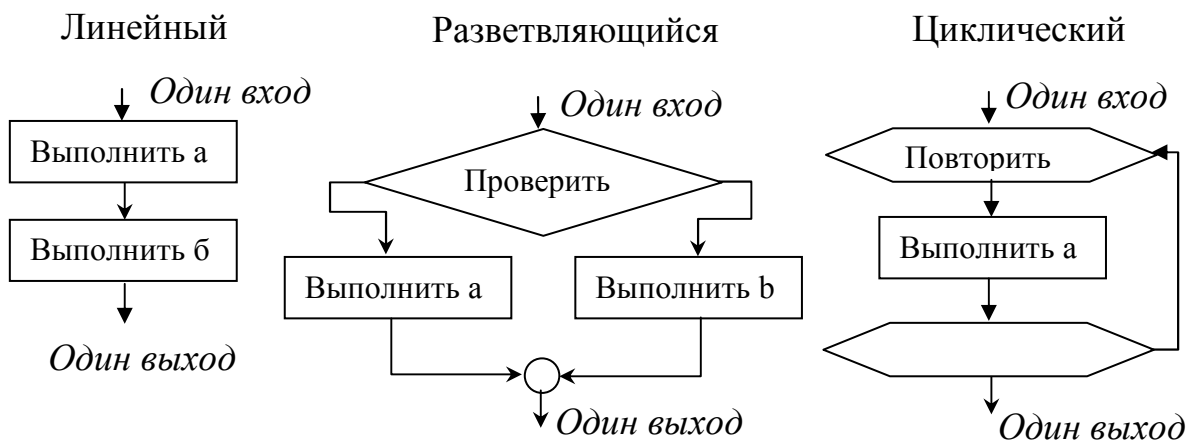 Линейный
Один вход
Выполнить а
Выполнить б
Один выход
Разветвляющийся
Один вход
Проверить
Выполнить а
Выполнить b
Один выход
Циклический
Один вход
Повторить
Выполнить а
Один выход